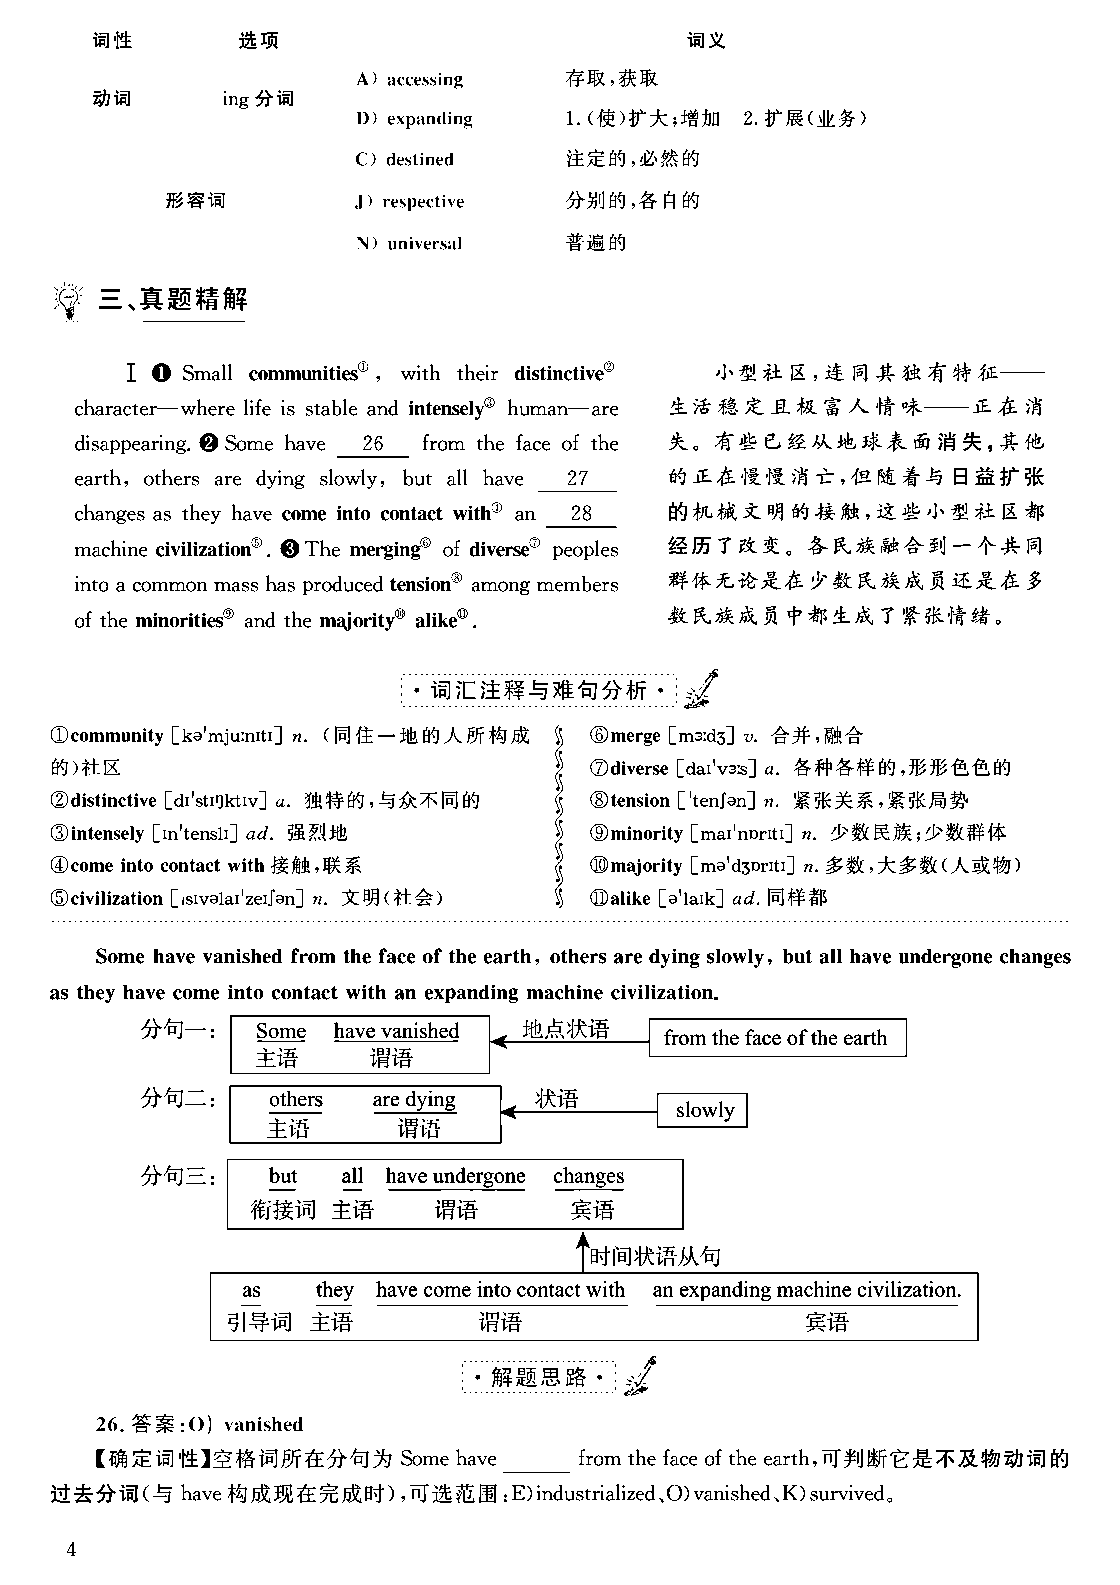 词性 选项 词义
动词 ing分词 A) accessing 存取,获取
D) expanding 1.(使)扩大;增加 2.扩展(业务)
形容词 C) destined 注定的,必然的
J) respective 分别的,各自的
N) universal 普遍的
三、真题精解
Ⅰ ❶ Small communities①, with their distinctive②
character—where life is stable and intensely③ human—are
disappearing. ❷ Some have 26 from the face of the
earth, others are dying slowly, but all have 27
changes as they have come into contact with④ an 28
machine civilization⑤. ❸ The merging⑥ of diverse⑦ peoples
into a common mass has produced tension⑧ among members
of the minorities⑨ and the majority⑩ alike⑪.
小型社区,连同其独有特征——
生活稳定且极富人情味——正在消
失。有些已经从地球表面消失,其他
的正在慢慢消亡,但随着与日益扩张
的机械文明的接触,这些小型社区都
经历了改变。各民族融合到一个共同
群体无论是在少数民族成员还是在多
数民族成员中都生成了紧张情绪。
·词汇注释与难句分析·
①community [kə'mju:nɪtɪ] n. (同住一地的人所构成
的)社区
②distinctive [dɪ'stɪŋktɪv] a. 独特的,与众不同的
③intensely [ɪn'tenslɪ] ad. 强烈地
④come into contact with 接触,联系
⑤civilization [ˌsɪvəlaɪ'zeɪʃən] n. 文明(社会)
⑥merge [mɜ:dʒ] v. 合并,融合
⑦diverse [daɪ'vɜ:s] a. 各种各样的,形形色色的
⑧tension ['tenʃən] n. 紧张关系,紧张局势
⑨minority [maɪ'nɒrɪtɪ] n. 少数民族;少数群体
⑩majority [mə'dʒɒrɪtɪ] n. 多数,大多数(人或物)
⑪alike [ə'laɪk] ad. 同样都
Some have vanished from the face of the earth, others are dying slowly, but all have undergone changes
as they have come into contact with an expanding machine civilization.
分句一: Some have vanished 地点状语 from the face of the earth
主语 谓语
分句二: others are dying 状语 slowly
主语 谓语
分句三: but all have undergone changes
衔接词 主语 谓语 宾语
时间状语从句
as they have come into contact with an expanding machine civilization.
引导词 主语 谓语 宾语
·解题思路·
26. 答案:O) vanished
【确定词性】空格词所在分句为 Some have ______ from the face of the earth,可判断它是不及物动词的
过去分词(与 have 构成现在完成时),可选范围:E)industrialized、O)vanished、K)survived。
4